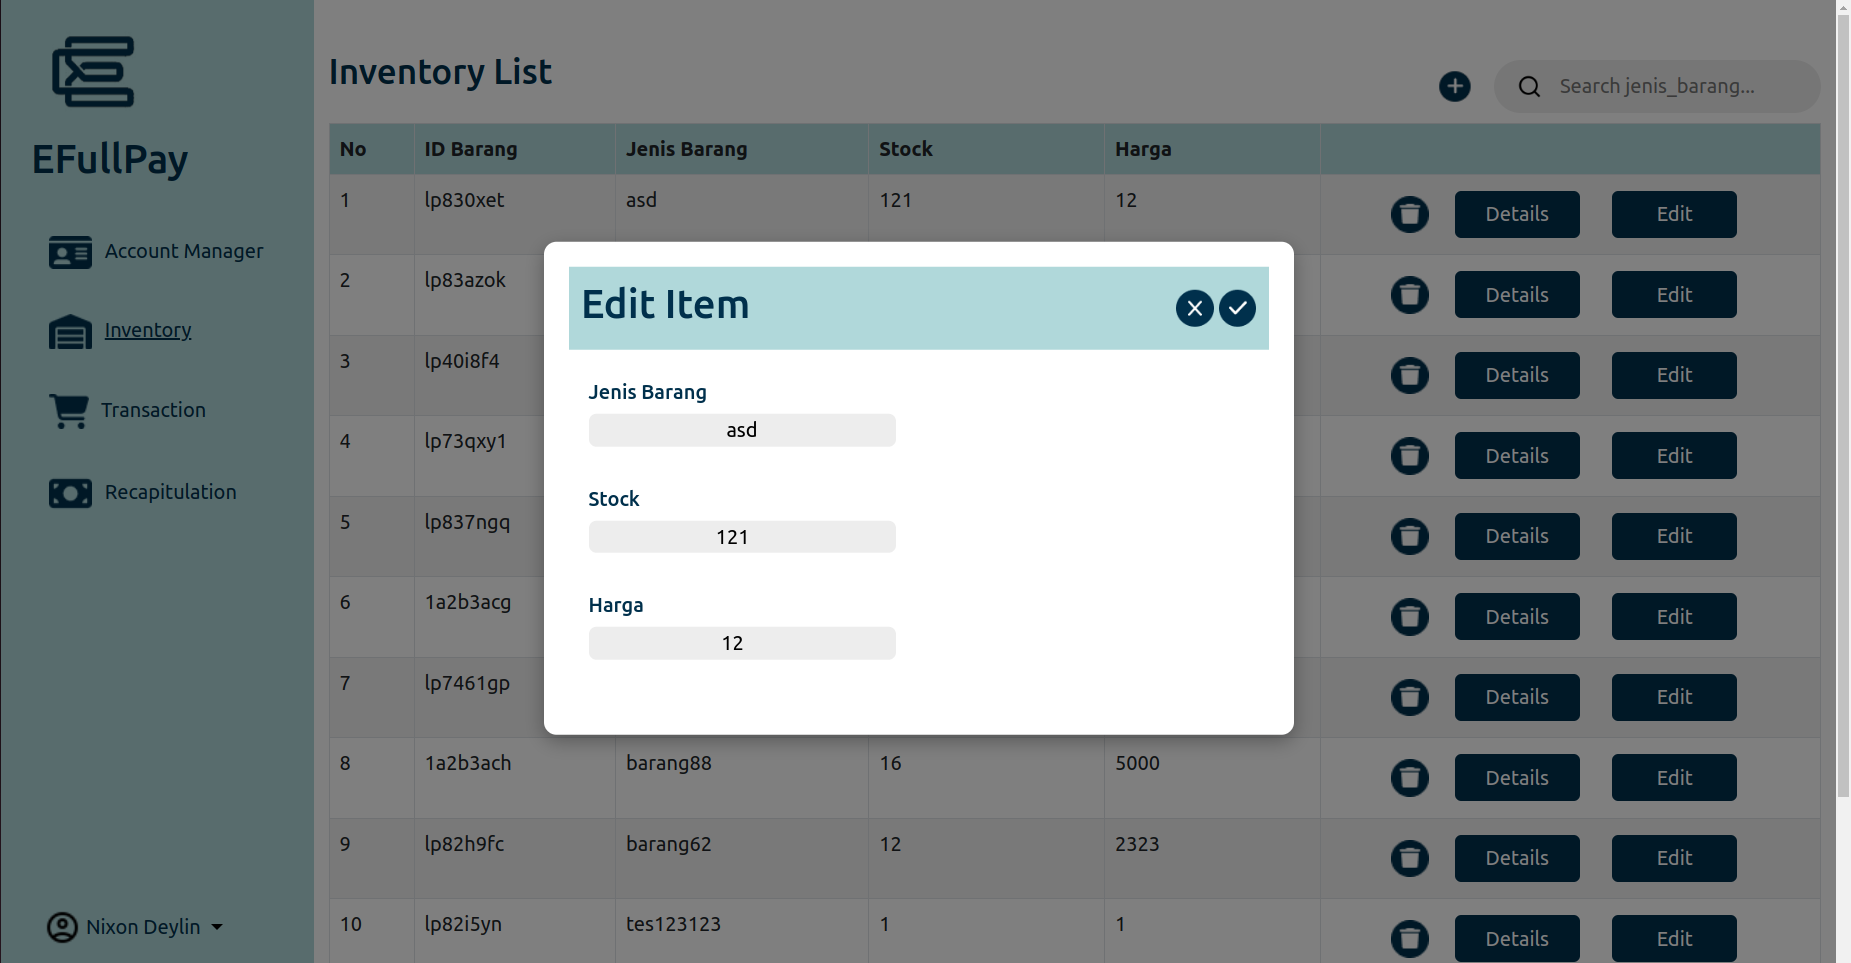 EFullPay
Account Manager
Inventory
Transaction
Recapitulation
Nixon Deylin
Inventory List
Search jenis_barang...
No ID Barang Jenis Barang Stock Harga
1 lp830xet asd 121 12 Details Edit
2 lp83azok Details Edit
3 lp40i8f4 Details Edit
4 lp73qxy1 Details Edit
5 lp837ngq Details Edit
6 1a2b3acg Details Edit
7 lp7461gp Details Edit
8 1a2b3ach barang88 16 5000 Details Edit
9 lp82h9fc barang62 12 2323 Details Edit
10 lp82i5yn tes123123 1 1 Details Edit
Edit Item
Jenis Barang
asd
Stock
121
Harga
12